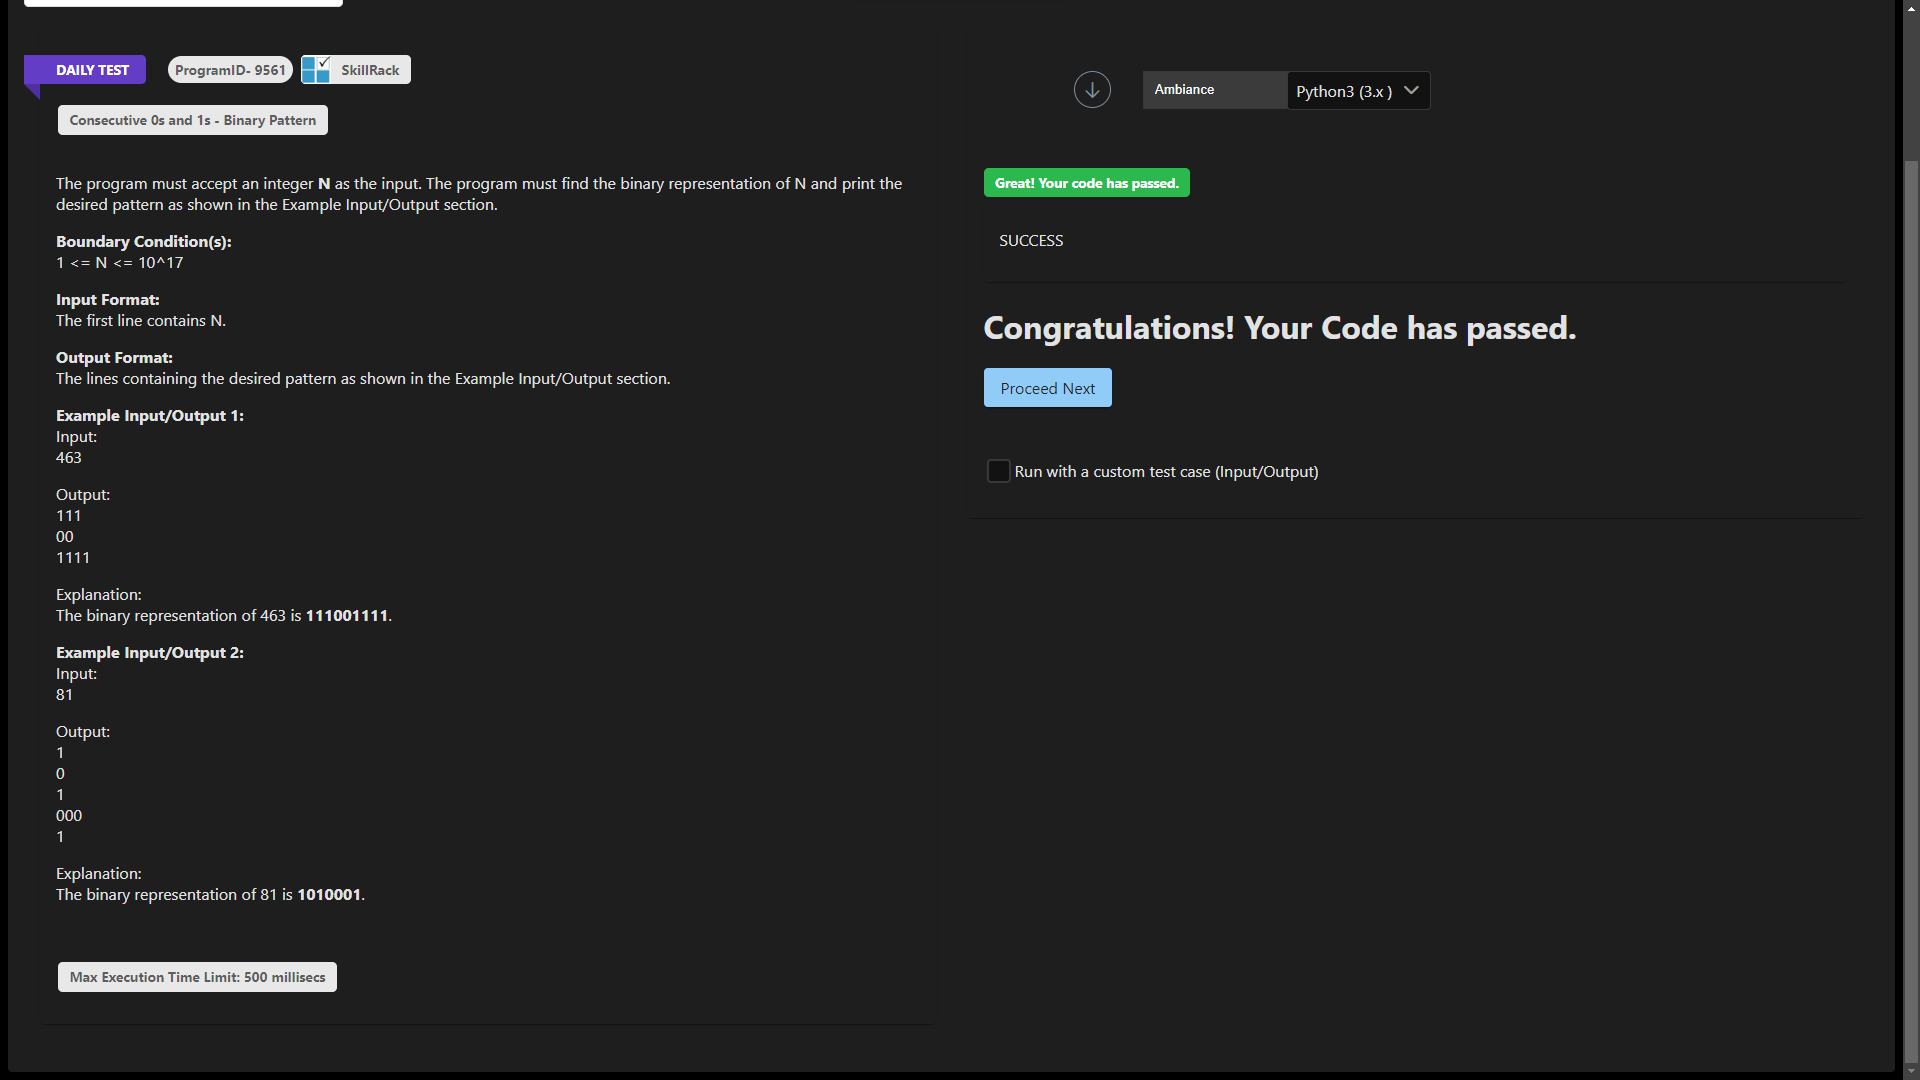 DAILY TEST
ProgramID- 9561
SkillRack
Consecutive 0s and 1s - Binary Pattern
The program must accept an integer N as the input. The program must find the binary representation of N and print the
desired pattern as shown in the Example Input/Output section.
Boundary Condition(s):
1 <= N <= 10^17
Input Format:
The first line contains N.
Output Format:
The lines containing the desired pattern as shown in the Example Input/Output section.
Example Input/Output 1:
Input:
463
Output:
111
00
1111
Explanation:
The binary representation of 463 is 111001111.
Example Input/Output 2:
Input:
81
Output:
1
0
1
000
1
Explanation:
The binary representation of 81 is 1010001.
Max Execution Time Limit: 500 millisecs
Ambiance
Python3 (3.x )
Great! Your code has passed.
SUCCESS
Congratulations! Your Code has passed.
Proceed Next
Run with a custom test case (Input/Output)